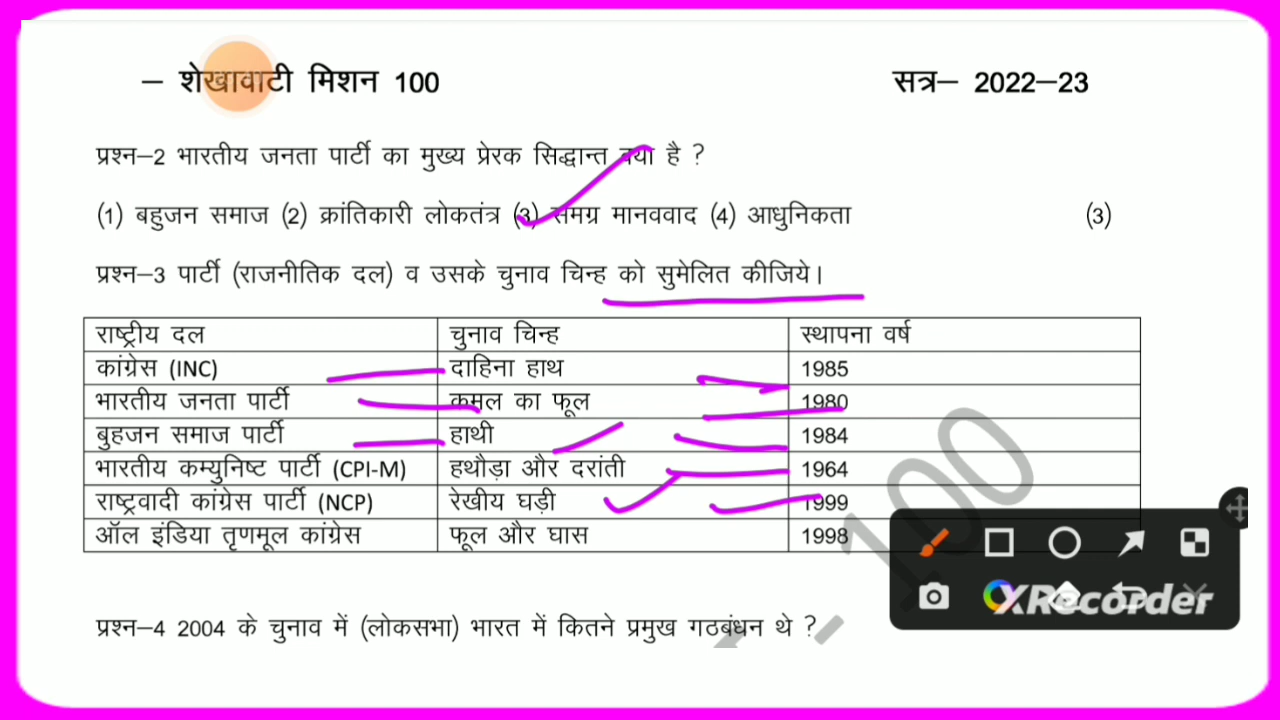 – शेखावाटी मिशन 100 सत्र– 2022–23
प्रश्न–2 भारतीय जनता पार्टी का मुख्य प्रेरक सिद्धान्त क्या है ?
(1) बहुजन समाज (2) क्रांतिकारी लोकतंत्र (3) समग्र मानववाद (4) आधुनिकता (3)
प्रश्न–3 पार्टी (राजनीतिक दल) व उसके चुनाव चिन्ह को सुमेलित कीजिये।
राष्ट्रीय दल चुनाव चिन्ह स्थापना वर्ष
कांग्रेस (INC) दाहिना हाथ 1985
भारतीय जनता पार्टी कमल का फूल 1980
बुहजन समाज पार्टी हाथी 1984
भारतीय कम्युनिष्ट पार्टी (CPI-M) हथौड़ा और दरांती 1964
राष्ट्रवादी कांग्रेस पार्टी (NCP) रेखीय घड़ी 1999
ऑल इंडिया तृणमूल कांग्रेस फूल और घास 1998
XRecorder
प्रश्न–4 2004 के चुनाव में (लोकसभा) भारत में कितने प्रमुख गठबंधन थे ?